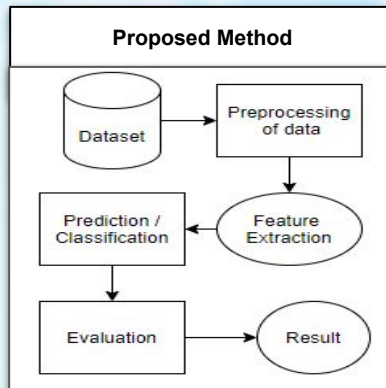 Proposed Method
Dataset
Preprocessing
of data
Feature
Extraction
Prediction /
Classification
Evaluation
Result